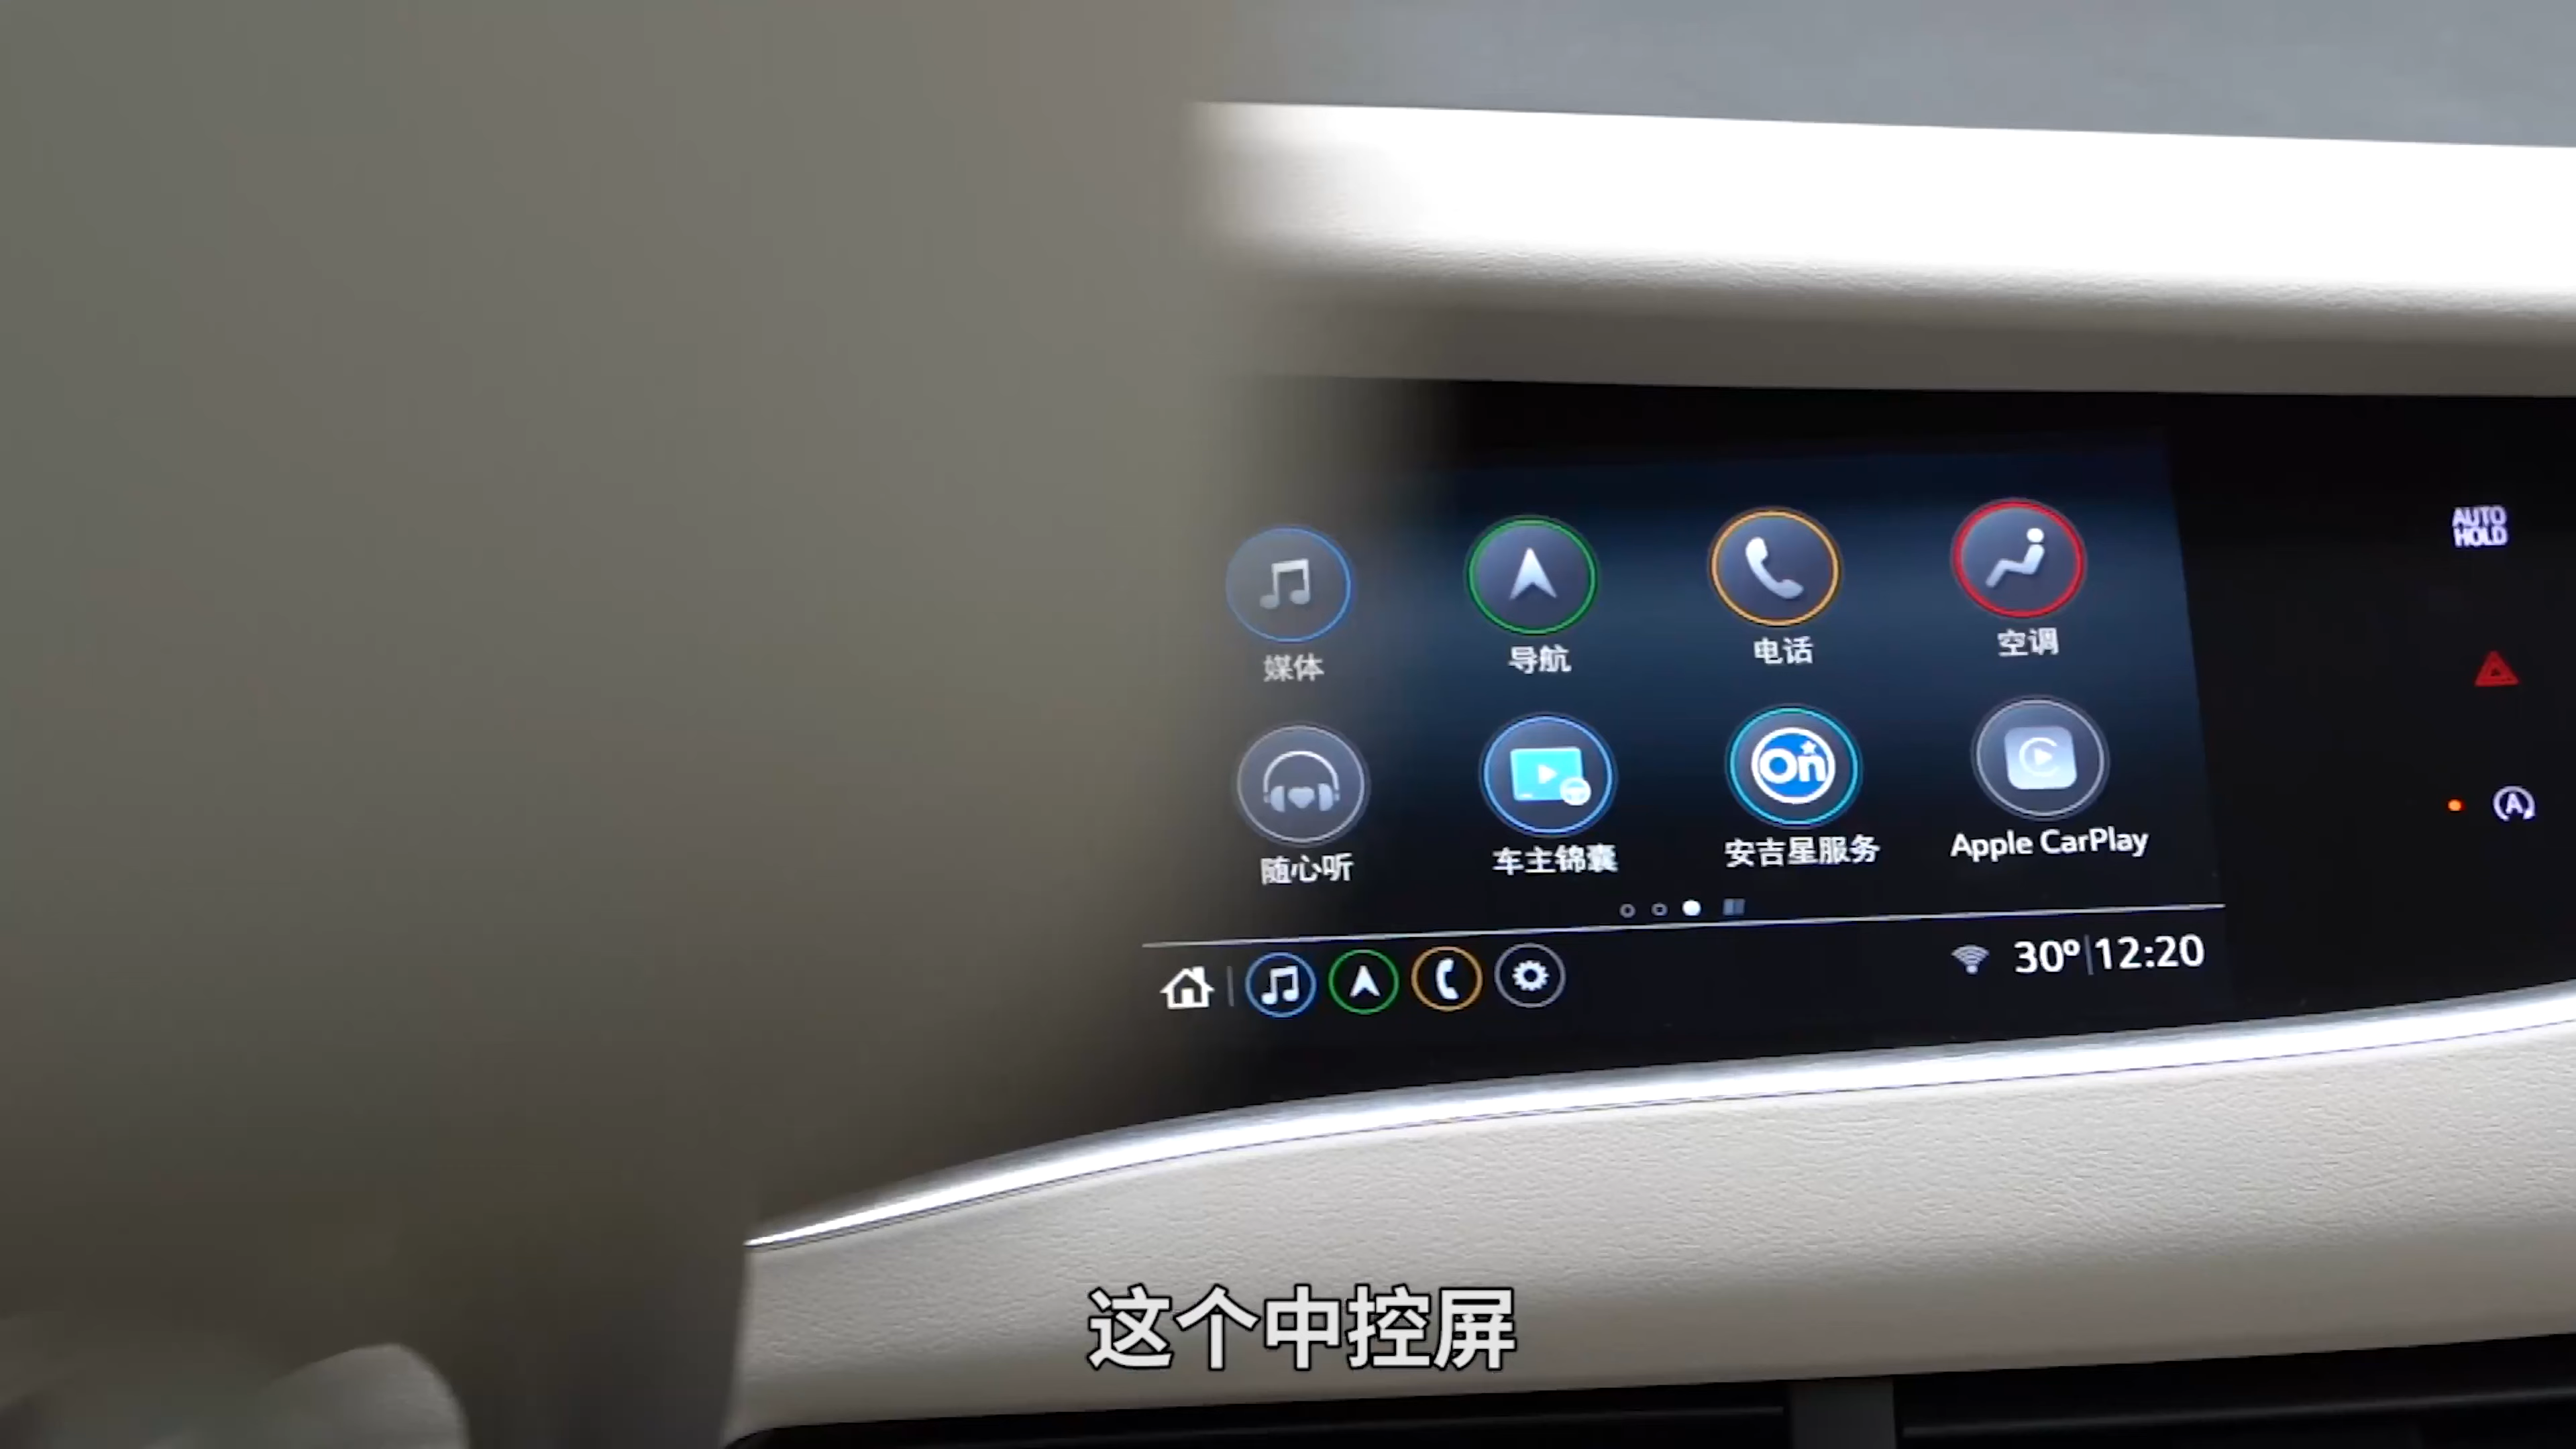 AUTO
HOLD
媒体
导航
电话
空调
On
随心听
车主锦囊
安吉星服务
Apple CarPlay
30° 12:20
A
这个中控屏